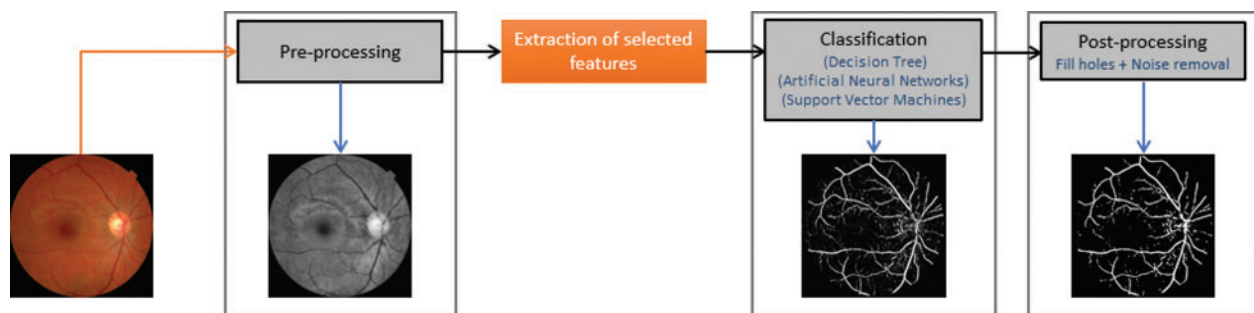 Pre-processing
Extraction of selected
features
Classification
(Decision Tree)
(Artificial Neural Networks)
(Support Vector Machines)
Post-processing
Fill holes + Noise removal